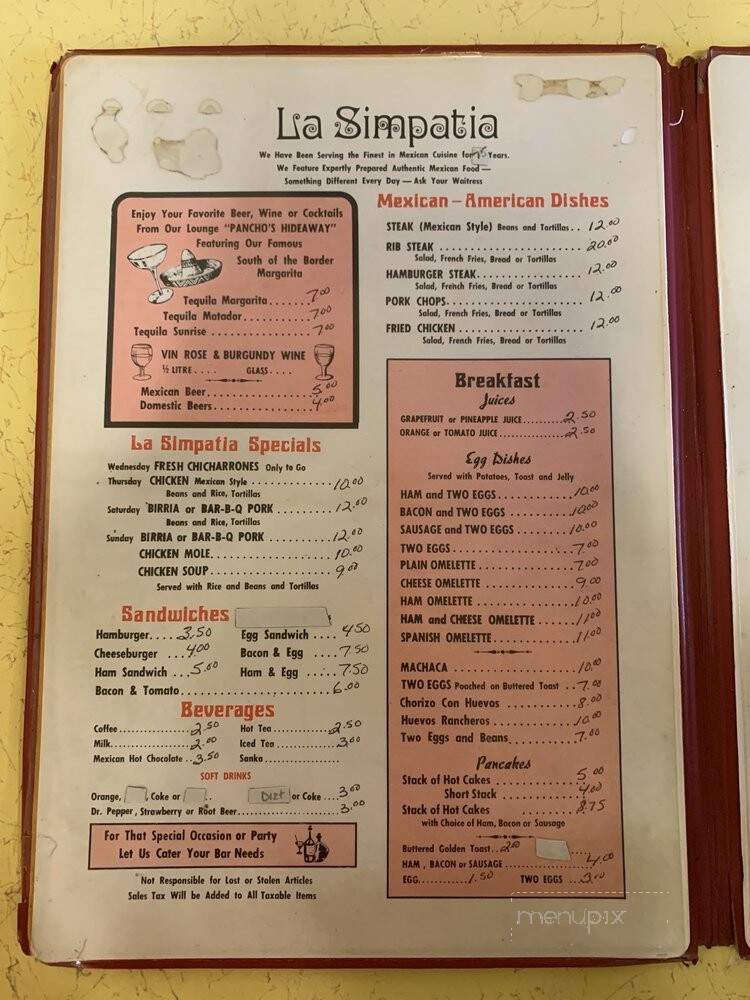 La Simpatia
We Have Been Serving the Finest in Mexican Cuisine for 75 Years.
We Feature Expertly Prepared Authentic Mexican Food —
Something Different Every Day — Ask Your Waitress
Enjoy Your Favorite Beer, Wine or Cocktails
From Our Lounge "PANCHO'S HIDEAWAY"
Featuring Our Famous
South of the Border
Margarita
Tequila Margarita....... 7.00
Tequila Matador......... 7.00
Tequila Sunrise ......... 7.00
VIN ROSE & BURGUNDY WINE
½ LITRE .... GLASS ....
Mexican Beer............ 5.00
Domestic Beers.......... 4.00
La Simpatia Specials
Wednesday FRESH CHICHARRONES Only to Go
Thursday CHICKEN Mexican Style ............ 10.00
Beans and Rice, Tortillas
Saturday BIRRIA or BAR-B-Q PORK ......... 12.00
Beans and Rice, Tortillas
Sunday BIRRIA or BAR-B-Q PORK .......... 12.00
CHICKEN MOLE............... 10.00
CHICKEN SOUP............... 9.00
Served with Rice and Beans and Tortillas
Sandwiches
Hamburger.... 3.50 Egg Sandwich .... 4.50
Cheeseburger ... 4.00 Bacon & Egg .... 7.50
Ham Sandwich ... 5.00 Ham & Egg .... 7.50
Bacon & Tomato.................. 6.00
Beverages
Coffee............. 2.50 Hot Tea ............ 2.50
Milk............... 2.00 Iced Tea ........... 3.00
Mexican Hot Chocolate .. 3.50 Sanka..............
SOFT DRINKS
Orange, , Coke or .. Diet or Coke ... 3.00
Dr. Pepper, Strawberry or Root Beer.................... 3.00
For That Special Occasion or Party
Let Us Cater Your Bar Needs
Not Responsible for Lost or Stolen Articles
Sales Tax Will be Added to All Taxable Items
Mexican – American Dishes
STEAK (Mexican Style) Beans and Tortillas.. 12.00
RIB STEAK .................... 20.00
Salad, French Fries, Bread or Tortillas
HAMBURGER STEAK............... 12.00
Salad, French Fries, Bread or Tortillas
PORK CHOPS.................... 12.00
Salad, French Fries, Bread or Tortillas
FRIED CHICKEN ................. 12.00
Salad, French Fries, Bread or Tortillas
Breakfast
Juices
GRAPEFRUIT or PINEAPPLE JUICE.......... 2.50
ORANGE or TOMATO JUICE............... 2.50
Egg Dishes
Served with Potatoes, Toast and Jelly
HAM and TWO EGGS............ 10.00
BACON and TWO EGGS .......... 10.00
SAUSAGE and TWO EGGS ........ 10.00
TWO EGGS................... 7.00
PLAIN OMELETTE .............. 7.00
CHEESE OMELETTE ............. 9.00
HAM OMELETTE ............... 10.00
HAM and CHEESE OMELETTE ...... 11.00
SPANISH OMELETTE............. 11.00
MACHACA .................... 10.00
TWO EGGS Poached on Buttered Toast .. 7.00
Chorizo Con Huevos ........... 8.00
Huevos Rancheros ............. 10.00
Two Eggs and Beans............ 7.00
Pancakes
Stack of Hot Cakes ............. 5.00
Short Stack ............. 4.00
Stack of Hot Cakes ............. 8.75
with Choice of Ham, Bacon or Sausage
Buttered Golden Toast.. 2.00
HAM, BACON or SAUSAGE ............... 4.00
EGG.......... 1.50 TWO EGGS ... 3.00
menupix